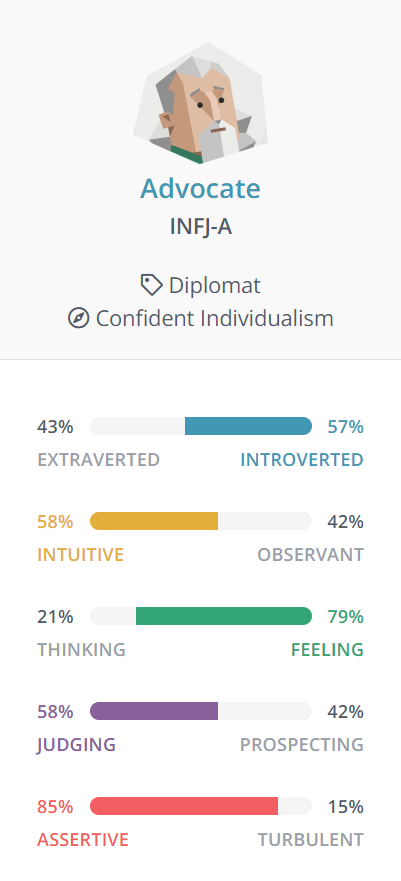 Advocate
INFJ-A
Diplomat
Confident Individualism
43% 57%
EXTRAVERTED INTROVERTED
58% 42%
INTUITIVE OBSERVANT
21% 79%
THINKING FEELING
58% 42%
JUDGING PROSPECTING
85% 15%
ASSERTIVE TURBULENT